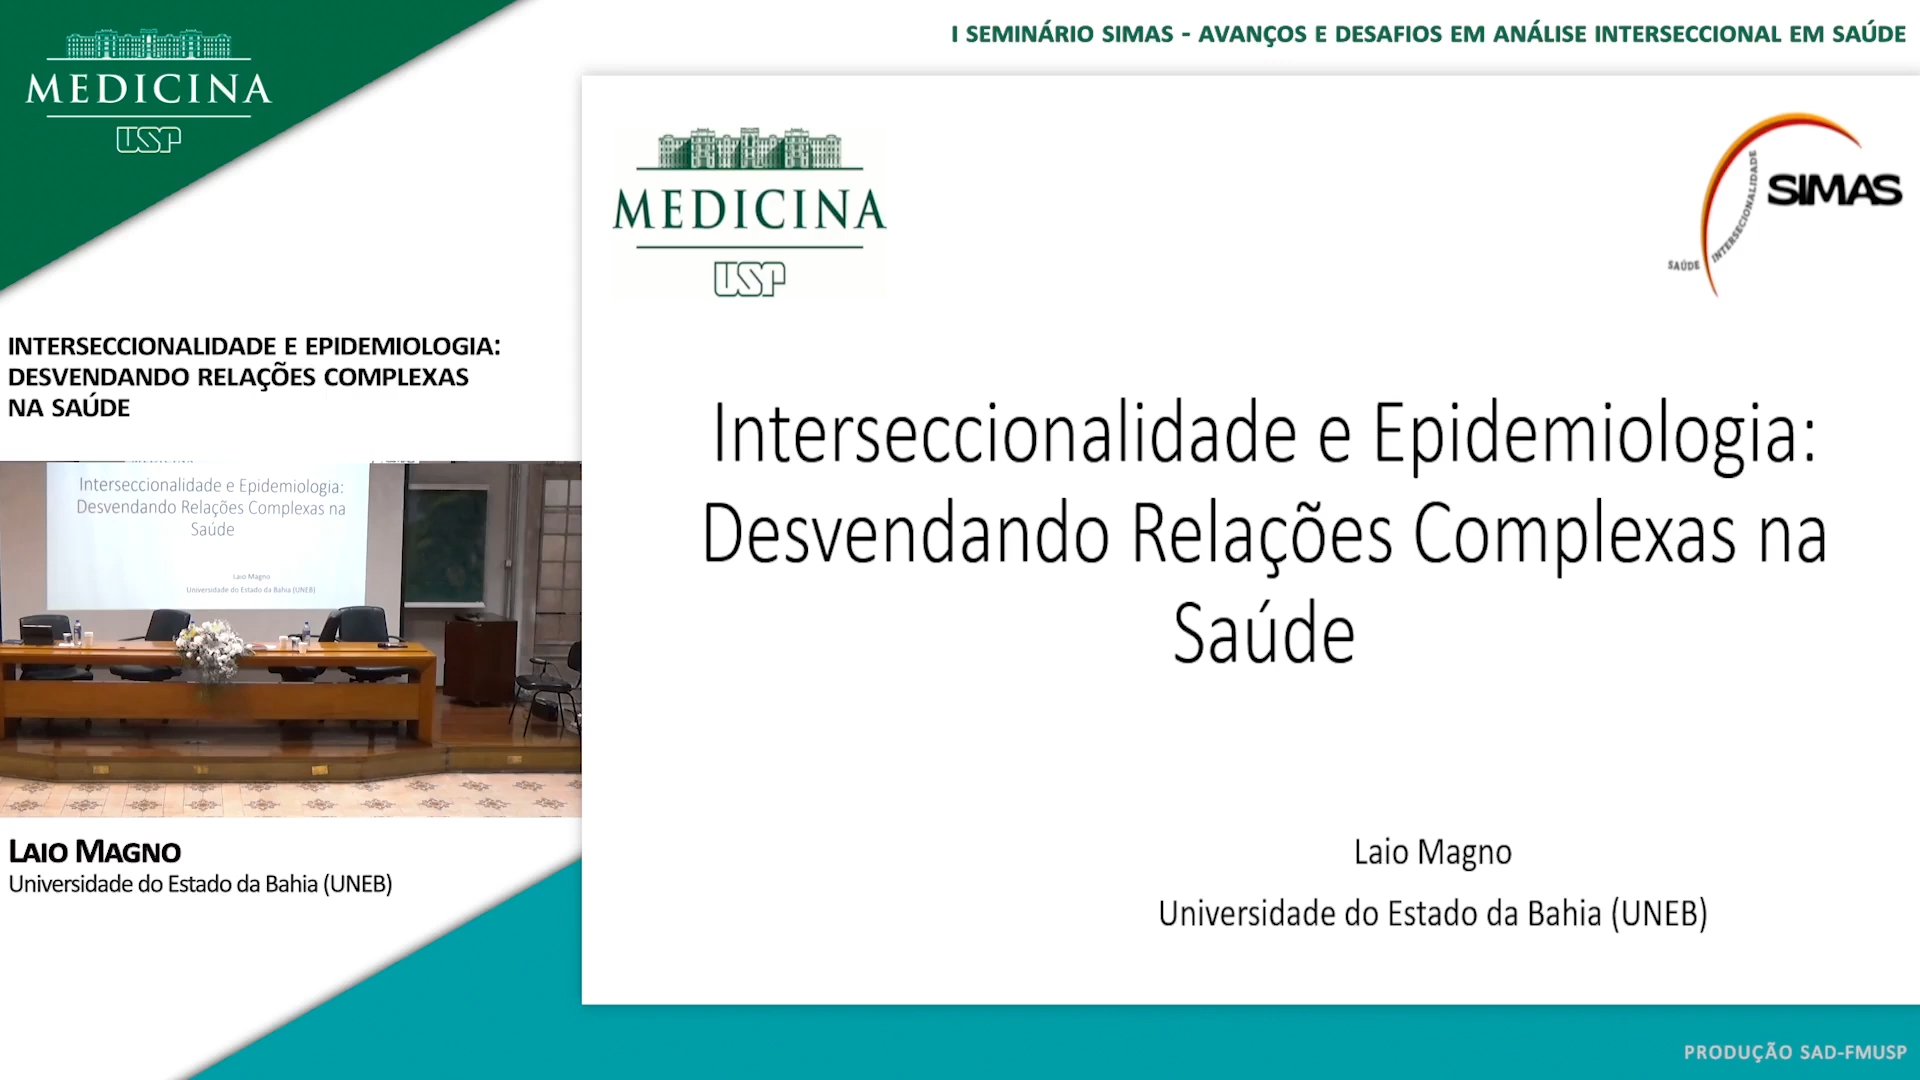 MEDICINA
USP
I SEMINÁRIO SIMAS - AVANÇOS E DESAFIOS EM ANÁLISE INTERSECCIONAL EM SAÚDE
INTERSECCIONALIDADE E EPIDEMIOLOGIA:
DESVENDANDO RELAÇÕES COMPLEXAS
NA SAÚDE
Interseccionalidade e Epidemiologia:
Desvendando Relações Complexas na
Saúde
Laio Magno
Universidade do Estado da Bahia (UNEB)
LAIO MAGNO
Universidade do Estado da Bahia (UNEB)
MEDICINA
USP
SIMAS
SAÚDE
INTERSECIONALIDADE
Interseccionalidade e Epidemiologia:
Desvendando Relações Complexas na
Saúde
Laio Magno
Universidade do Estado da Bahia (UNEB)
PRODUÇÃO SAD-FMUSP